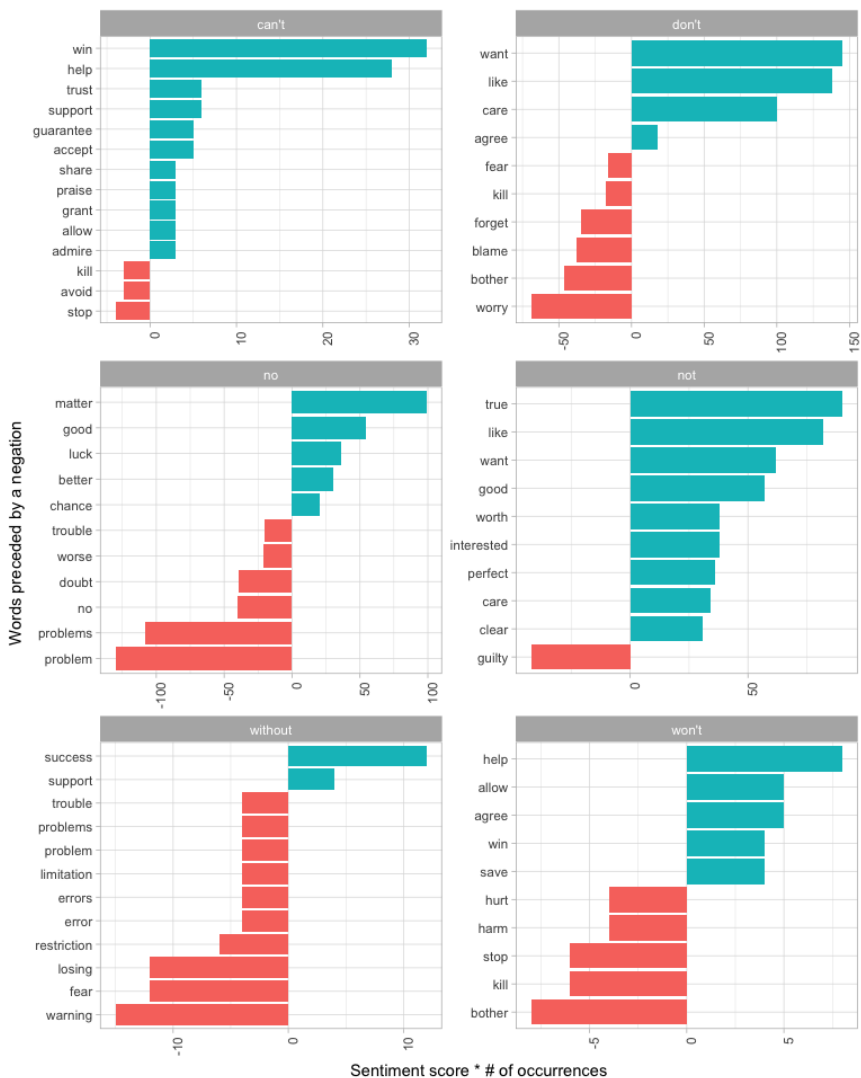 can't
win
help
trust
support
guarantee
accept
share
praise
grant
allow
admire
kill
avoid
stop
0
10
20
30
don't
want
like
care
agree
fear
kill
forget
blame
bother
worry
-50
0
50
100
150
Words preceded by a negation
no
matter
good
luck
better
chance
trouble
worse
doubt
no
problems
problem
-100
-50
0
50
100
not
true
like
want
good
worth
interested
perfect
care
clear
guilty
0
50
without
success
support
trouble
problems
problem
limitation
errors
error
restriction
losing
fear
warning
-10
0
10
won't
help
allow
agree
win
save
hurt
harm
stop
kill
bother
-5
0
5
Sentiment score * # of occurrences